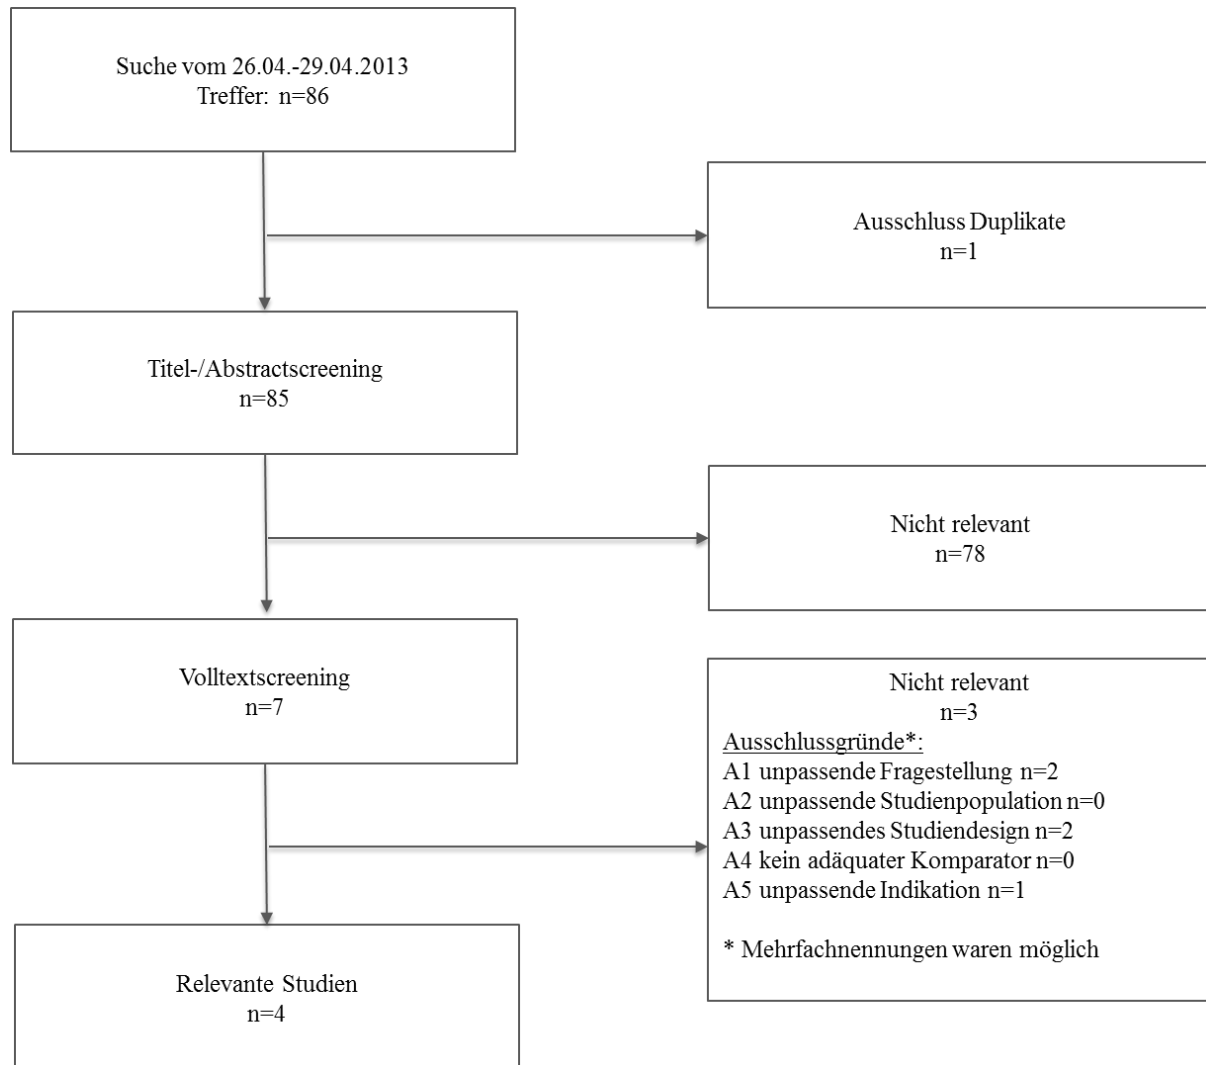 Suche vom 26.04.-29.04.2013
Treffer: n=86
Ausschluss Duplikate
n=1
Titel-/Abstractscreening
n=85
Nicht relevant
n=78
Volltextscreening
n=7
Nicht relevant
n=3
Ausschlussgründe*:
A1 unpassende Fragestellung n=2
A2 unpassende Studienpopulation n=0
A3 unpassendes Studiendesign n=2
A4 kein adäquater Komparator n=0
A5 unpassende Indikation n=1
* Mehrfachnennungen waren möglich
Relevante Studien
n=4